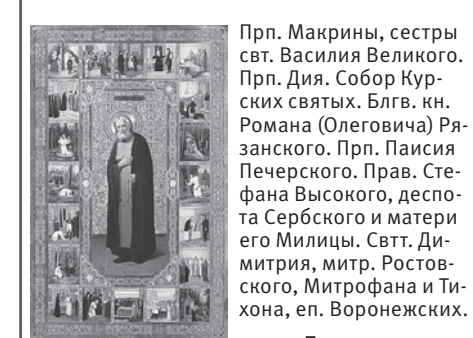 Прп. Макрины, сестры
свт. Василия Великого.
Прп. Дия. Собор Кур-
ских святых. Блгв. кн.
Романа (Олеговича) Ря-
занского. Прп. Паисия
Печерского. Прав. Сте-
фана Высокого, деспо-
та Сербского и матери
его Милицы. Свтт. Ди-
митрия, митр. Ростов-
ского, Митрофана и Ти-
хона, еп. Воронежских.